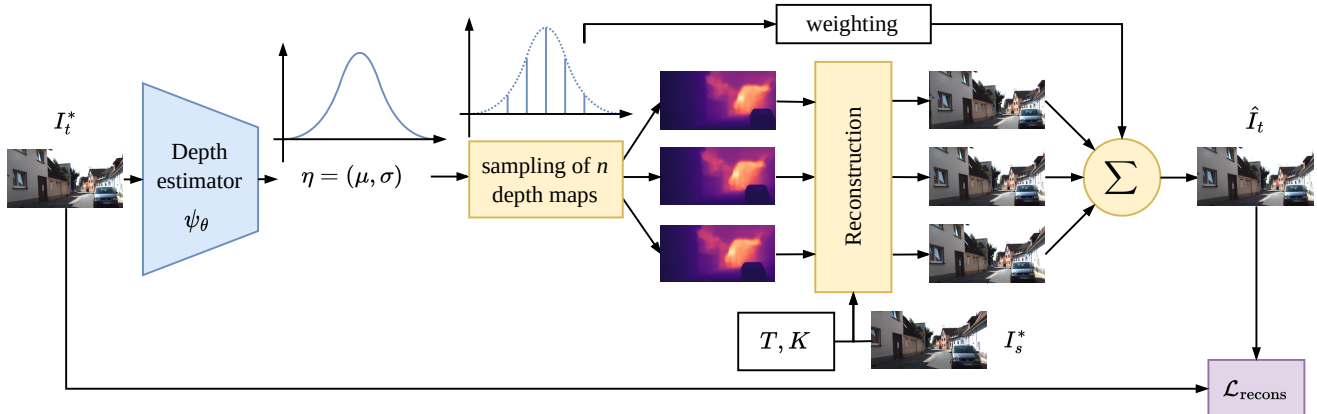 weighting
I_t^*
Depth
estimator
ψ_θ
η = (μ, σ)
sampling of n
depth maps
Reconstruction
∑
Î_t
T, K
I_s^*
ℒ_recons